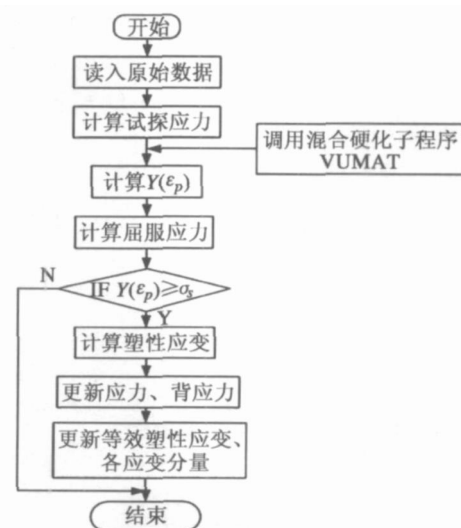 开始
读入原始数据
计算试探应力
调用混合硬化子程序
VUMAT
计算Y(εp)
计算屈服应力
N
IF Y(εp)≥σs
Y
计算塑性应变
更新应力、背应力
更新等效塑性应变、
各应变分量
结束